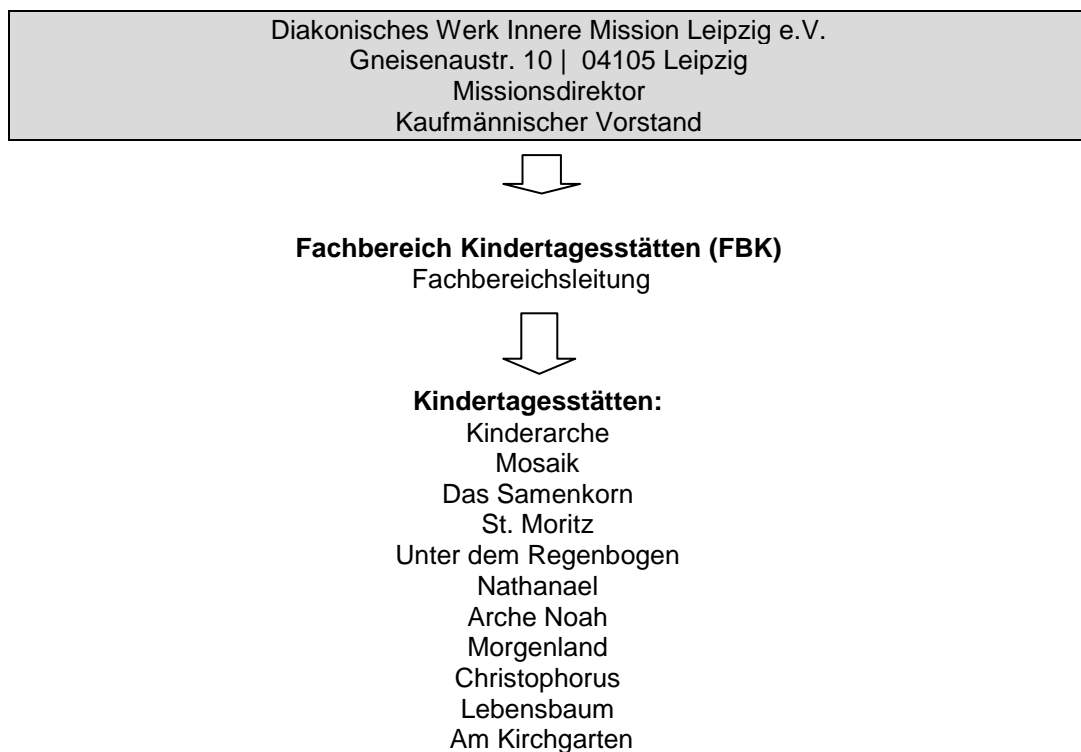 Diakonisches Werk Innere Mission Leipzig e.V.
Gneisenaustr. 10 | 04105 Leipzig
Missionsdirektor
Kaufmännischer Vorstand
Fachbereich Kindertagesstätten (FBK)
Fachbereichsleitung
Kindertagesstätten:
Kinderarche
Mosaik
Das Samenkorn
St. Moritz
Unter dem Regenbogen
Nathanael
Arche Noah
Morgenland
Christophorus
Lebensbaum
Am Kirchgarten